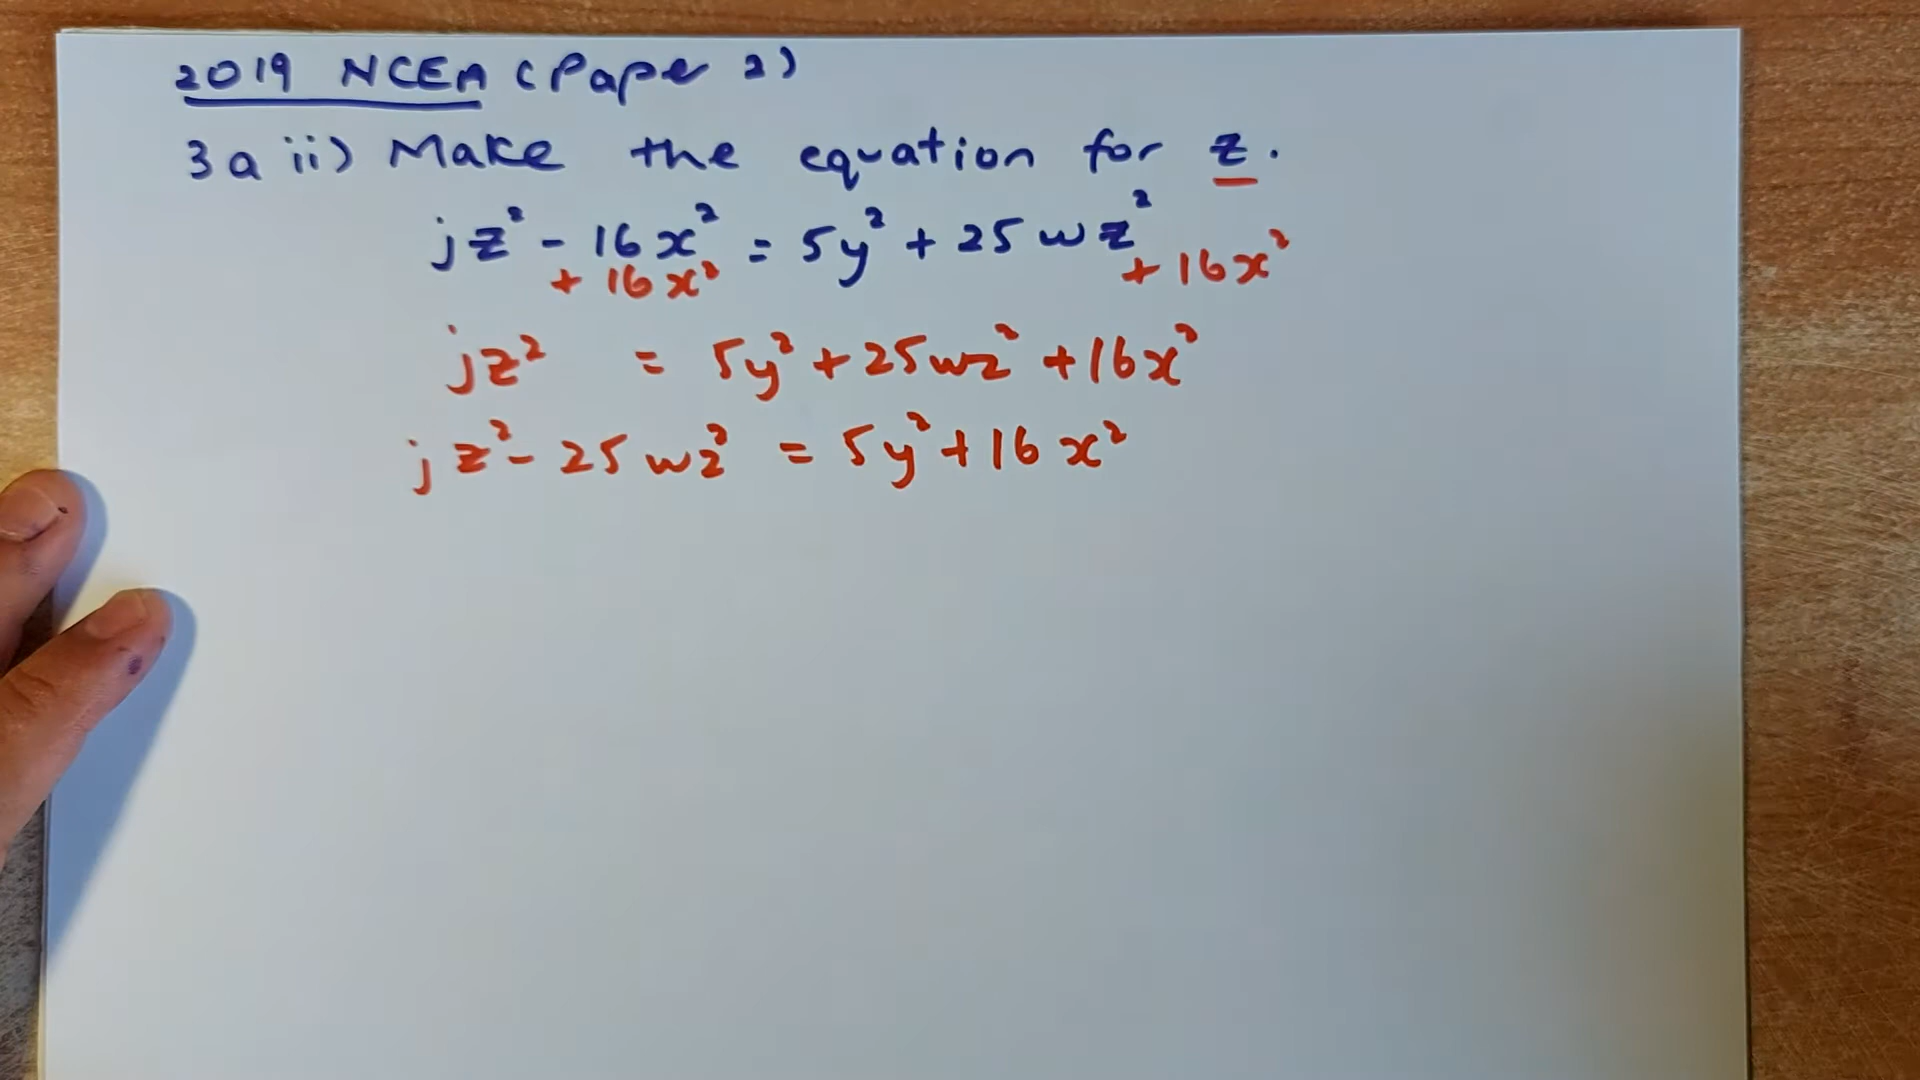 2019 NCEA (Paper 2)
3a ii) Make the equation for z.
jz² - 16x² = 5y² + 25wz²
+ 16x² + 16x²
jz² = 5y² + 25wz² + 16x²
jz² - 25wz² = 5y² + 16x²